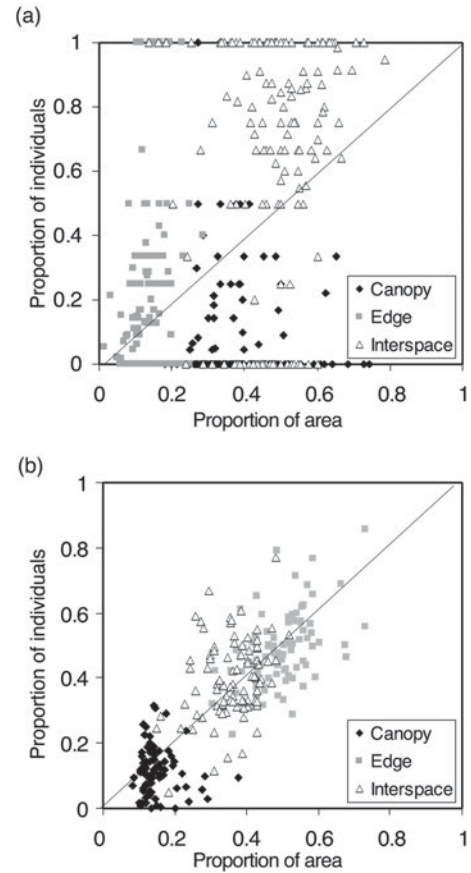 (a)
1
0.8
0.6
0.4
0.2
0
Proportion of individuals
Canopy
Edge
Interspace
0 0.2 0.4 0.6 0.8 1
Proportion of area
(b)
1
0.8
0.6
0.4
0.2
0
Proportion of individuals
Canopy
Edge
Interspace
0 0.2 0.4 0.6 0.8 1
Proportion of area